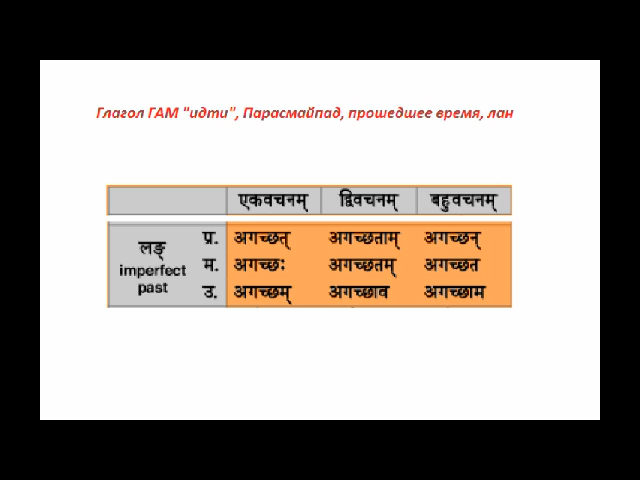 Глагол ГАМ "идти", Парасмайпад, прошедшее время, лан
एकवचनम् द्विवचनम् बहुवचनम्
लङ् imperfect past
प्र. अगच्छत् अगच्छताम् अगच्छन्
म. अगच्छः अगच्छतम् अगच्छत
उ. अगच्छम् अगच्छाव अगच्छाम